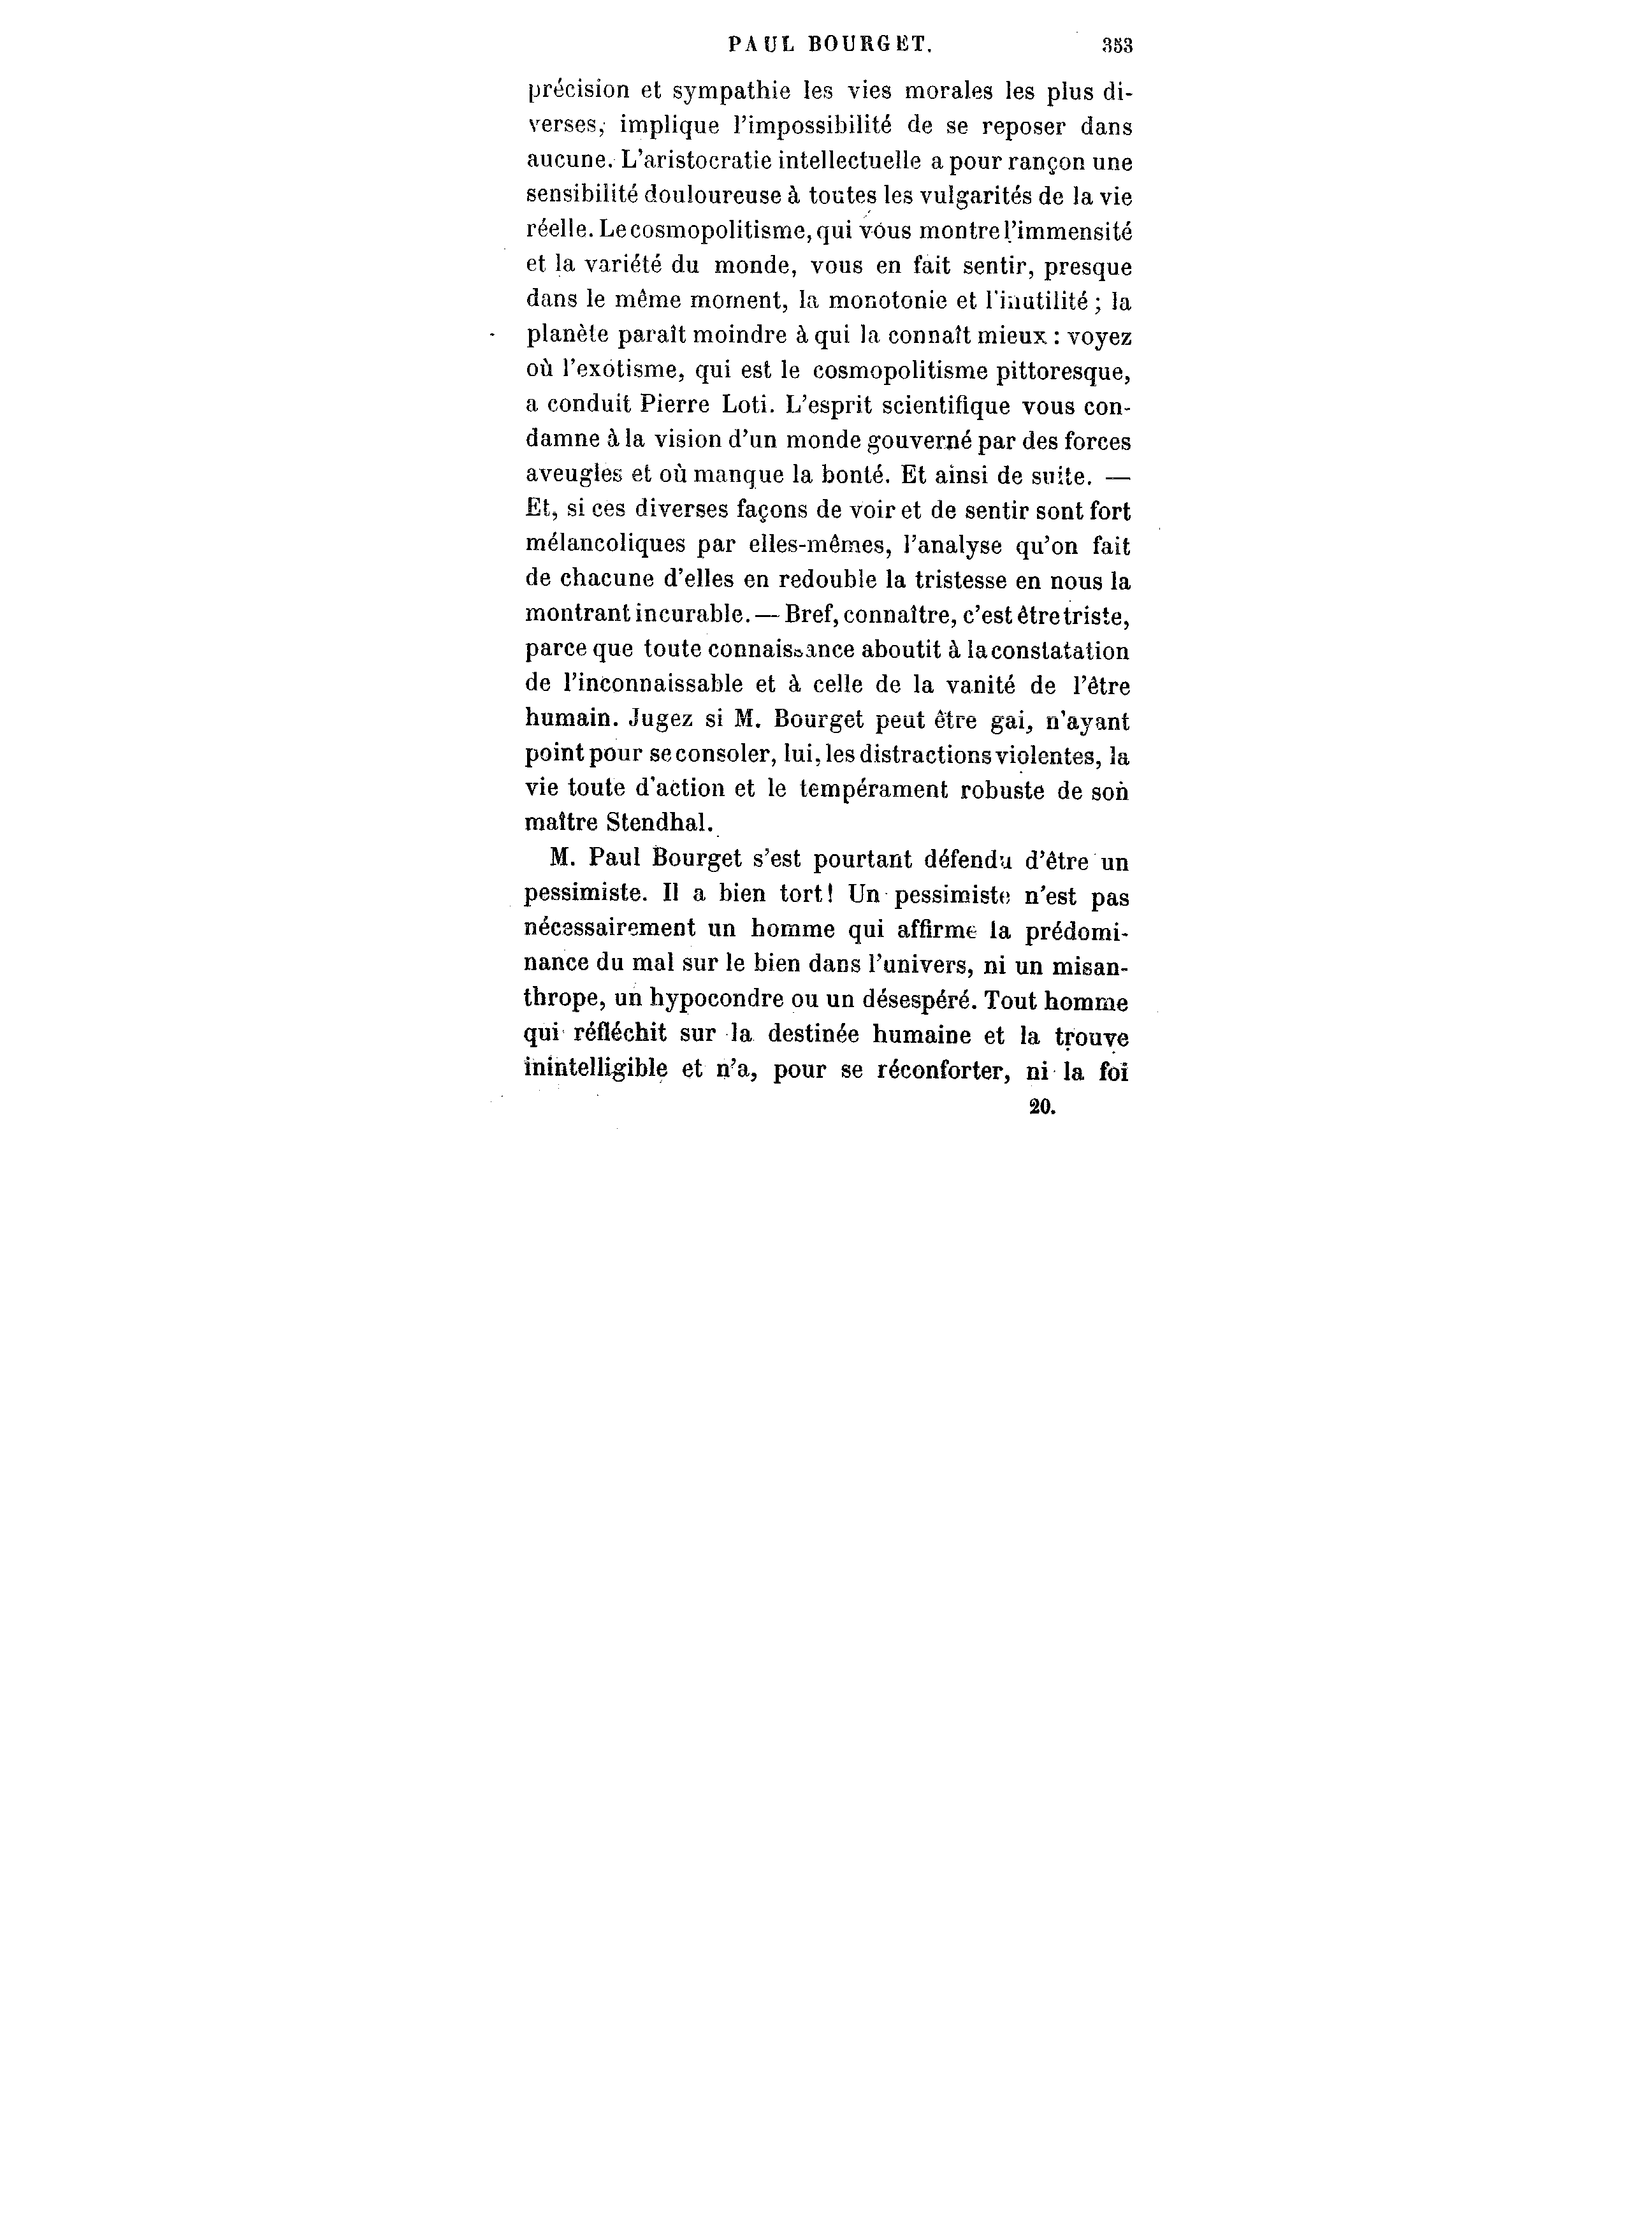 PAUL BOURGET. 353
précision et sympathie les vies morales les plus di-
verses, implique l'impossibilité de se reposer dans
aucune. L'aristocratie intellectuelle a pour rançon une
sensibilité douloureuse à toutes les vulgarités de la vie
réelle. Le cosmopolitisme, qui vous montre l'immensité
et la variété du monde, vous en fait sentir, presque
dans le même moment, la monotonie et l'inutilité ; la
planète paraît moindre à qui la connaît mieux : voyez
où l'exotisme, qui est le cosmopolitisme pittoresque,
a conduit Pierre Loti. L'esprit scientifique vous con-
damne à la vision d'un monde gouverné par des forces
aveugles et où manque la bonté. Et ainsi de suite. —
Et, si ces diverses façons de voir et de sentir sont fort
mélancoliques par elles-mêmes, l'analyse qu'on fait
de chacune d'elles en redouble la tristesse en nous la
montrant incurable. — Bref, connaître, c'est être triste,
parce que toute connaissance aboutit à la constatation
de l'inconnaissable et à celle de la vanité de l'être
humain. Jugez si M. Bourget peut être gai, n'ayant
point pour se consoler, lui, les distractions violentes, la
vie toute d'action et le tempérament robuste de son
maître Stendhal.
M. Paul Bourget s'est pourtant défendu d'être un
pessimiste. Il a bien tort! Un pessimiste n'est pas
nécessairement un homme qui affirme la prédomi-
nance du mal sur le bien dans l'univers, ni un misan-
thrope, un hypocondre ou un désespéré. Tout homme
qui réfléchit sur la destinée humaine et la trouve
inintelligible et n'a, pour se réconforter, ni la foi
20.